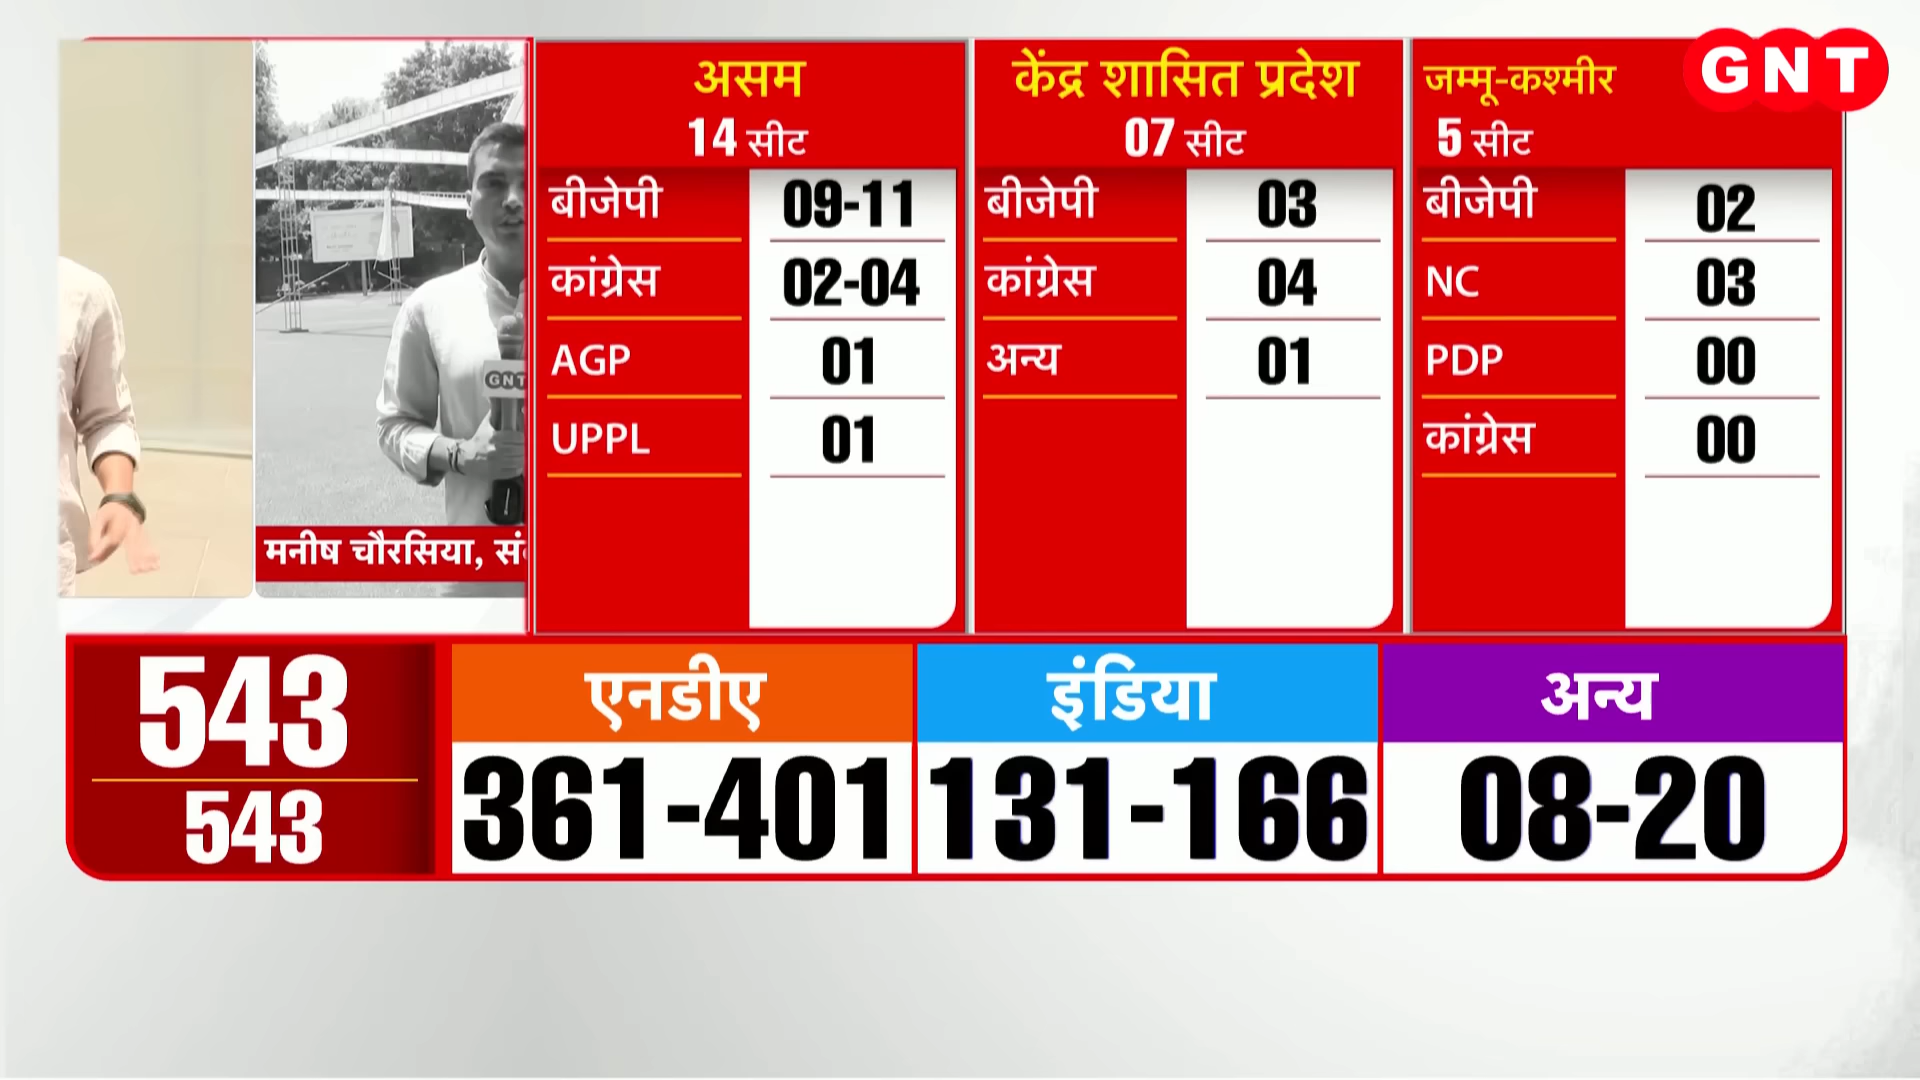 GNT
असम
14 सीट
बीजेपी 09-11
कांग्रेस 02-04
AGP 01
UPPL 01
केंद्र शासित प्रदेश
07 सीट
बीजेपी 03
कांग्रेस 04
अन्य 01
जम्मू-कश्मीर
5 सीट
बीजेपी 02
NC 03
PDP 00
कांग्रेस 00
GNT
मनीष चौरसिया,
543
543
एनडीए
361-401
इंडिया
131-166
अन्य
08-20